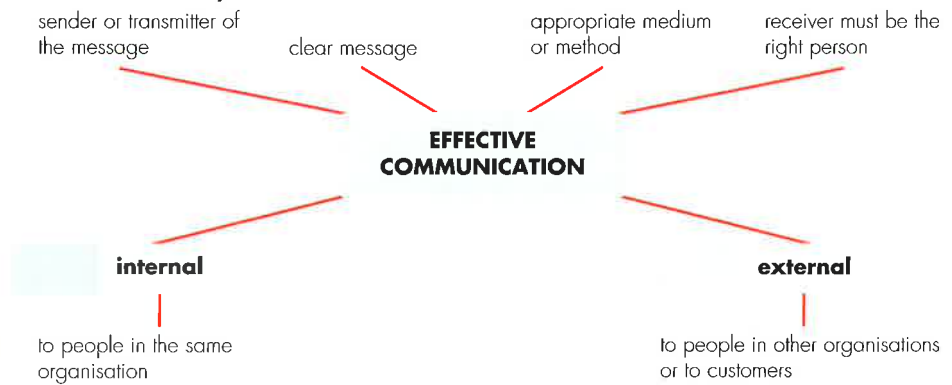 sender or transmitter of
the message
clear message
appropriate medium
or method
receiver must be the
right person
EFFECTIVE
COMMUNICATION
internal
external
to people in the same
organisation
to people in other organisations
or to customers